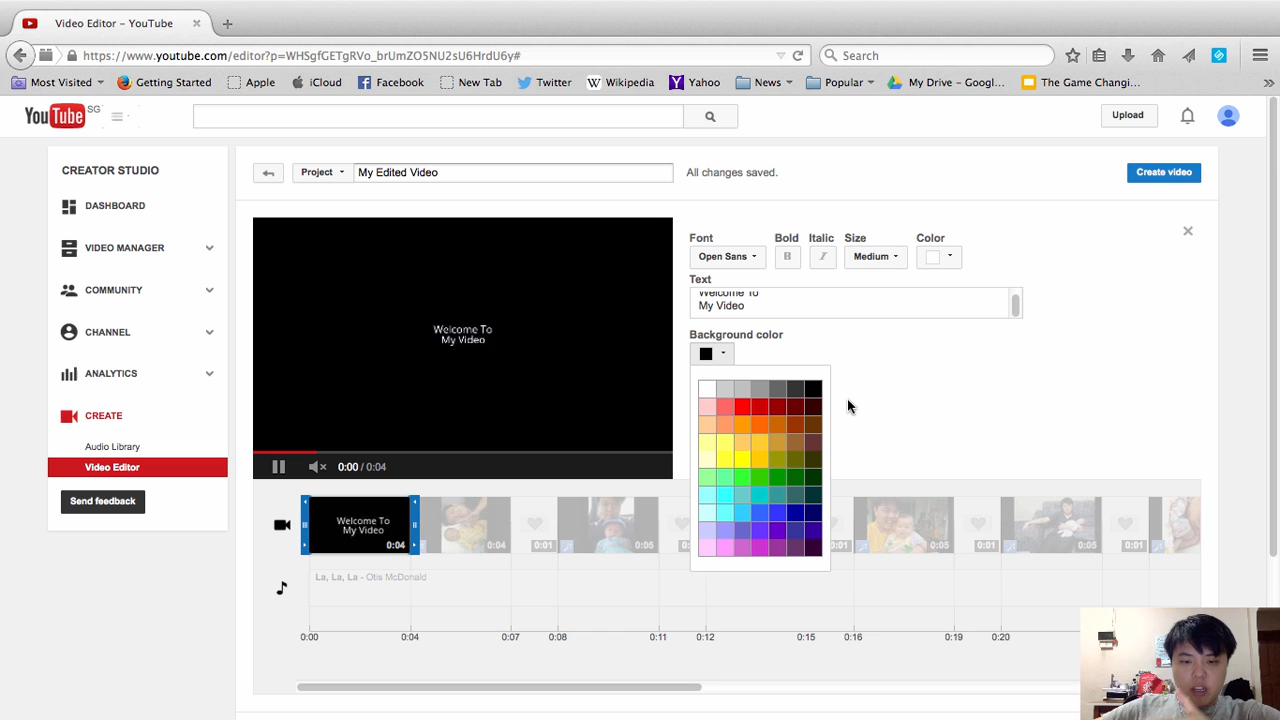 Video Editor – YouTube
https://www.youtube.com/editor?p=WHSgfGETgRVo_brUmZO5NU2sU6HrdU6y#
Search
Most Visited
Getting Started
Apple
iCloud
Facebook
New Tab
Twitter
Wikipedia
Yahoo
News
Popular
My Drive – Googl...
The Game Changi...
YouTube SG
Upload
CREATOR STUDIO
DASHBOARD
VIDEO MANAGER
COMMUNITY
CHANNEL
ANALYTICS
CREATE
Audio Library
Video Editor
Send feedback
Project
My Edited Video
All changes saved.
Create video
Welcome To
My Video
0:00 / 0:04
Font
Bold
Italic
Size
Color
Open Sans
B
I
Medium
Text
Welcome To
My Video
Background color
Welcome To
My Video
0:04
0:04
0:01
0:05
0:01
0:05
0:01
La, La, La - Otis McDonald
0:00
0:04
0:07
0:08
0:11
0:12
0:15
0:16
0:19
0:20